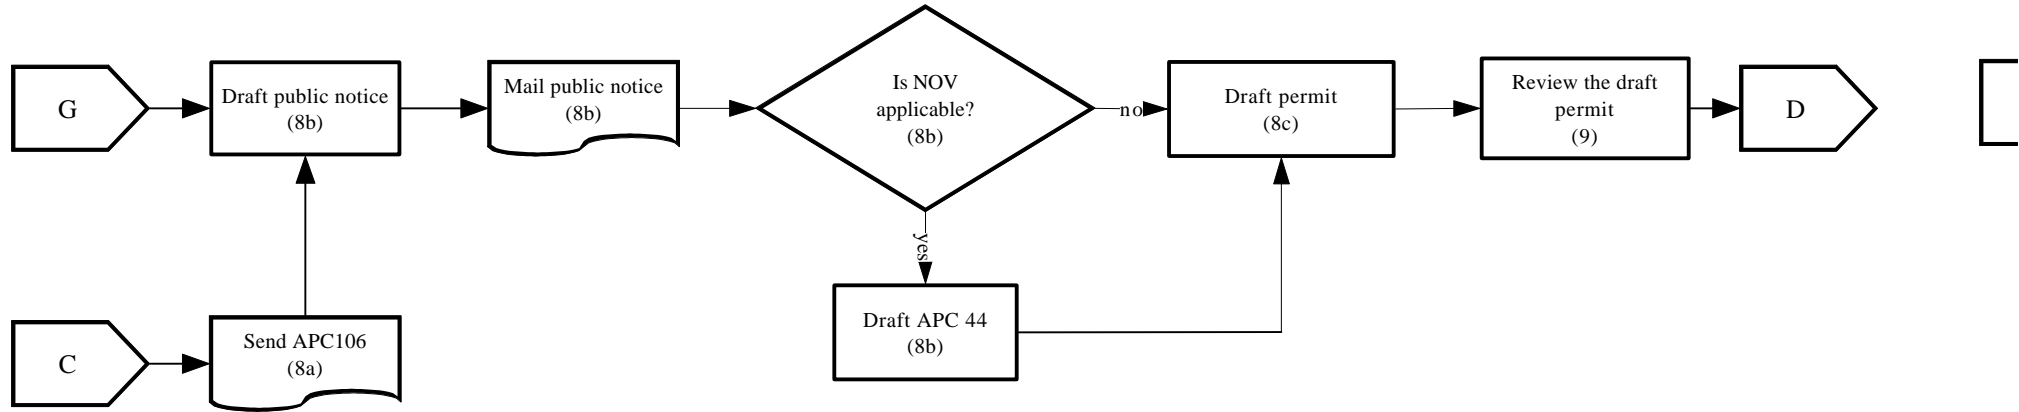 G
Draft public notice
(8b)
Mail public notice
(8b)
Is NOV
applicable?
(8b)
no
Draft permit
(8c)
Review the draft
permit
(9)
D
yes
Draft APC 44
(8b)
C
Send APC106
(8a)